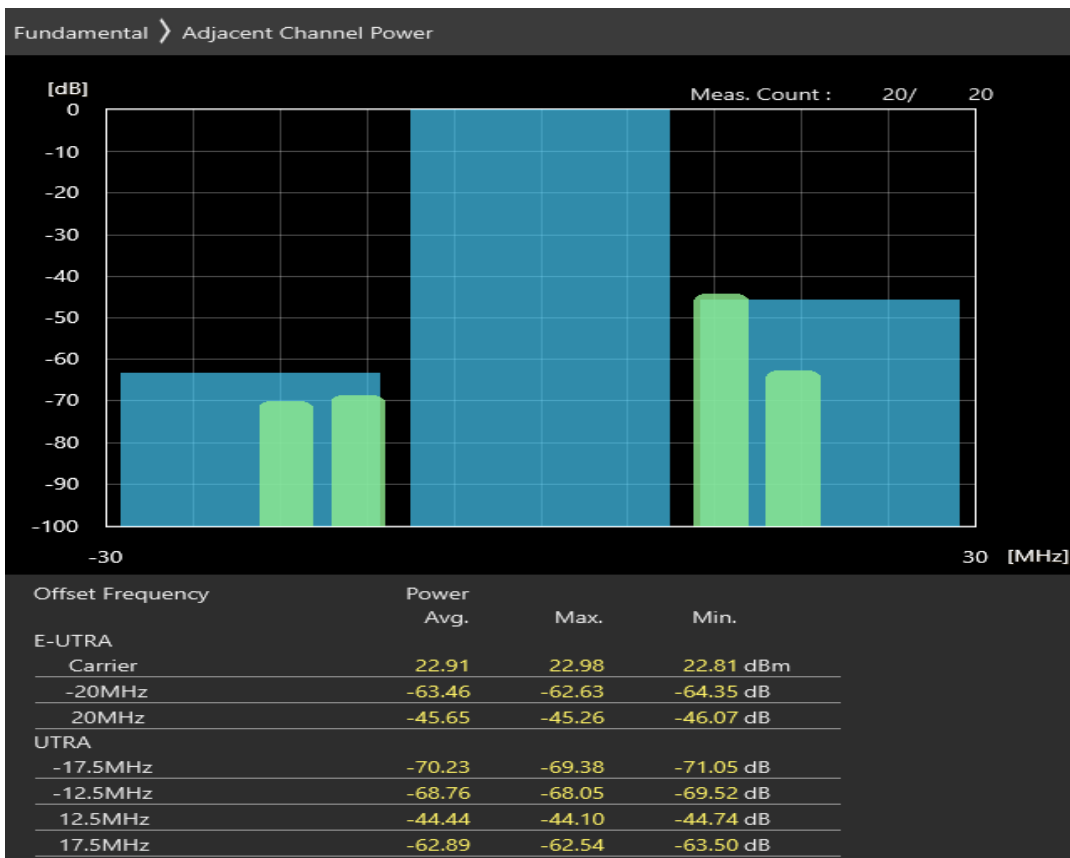 Fundamental 〉 Adjacent Channel Power
[dB]
Meas. Count : 20/ 20
0
-10
-20
-30
-40
-50
-60
-70
-80
-90
-100
-30 30 [MHz]
Offset Frequency Power
Avg. Max. Min.
E-UTRA
Carrier 22.91 22.98 22.81 dBm
-20MHz -63.46 -62.63 -64.35 dB
20MHz -45.65 -45.26 -46.07 dB
UTRA
-17.5MHz -70.23 -69.38 -71.05 dB
-12.5MHz -68.76 -68.05 -69.52 dB
12.5MHz -44.44 -44.10 -44.74 dB
17.5MHz -62.89 -62.54 -63.50 dB